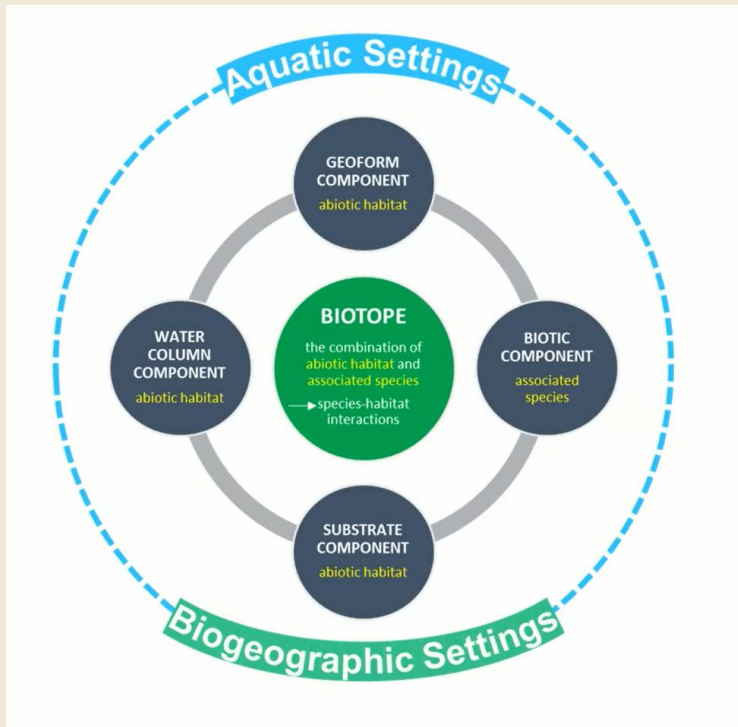 Aquatic Settings
GEOFORM
COMPONENT
abiotic habitat
WATER
COLUMN
COMPONENT
abiotic habitat
BIOTOPE
the combination of
abiotic habitat and
associated species
species-habitat
interactions
BIOTIC
COMPONENT
associated
species
SUBSTRATE
COMPONENT
abiotic habitat
Biogeographic Settings